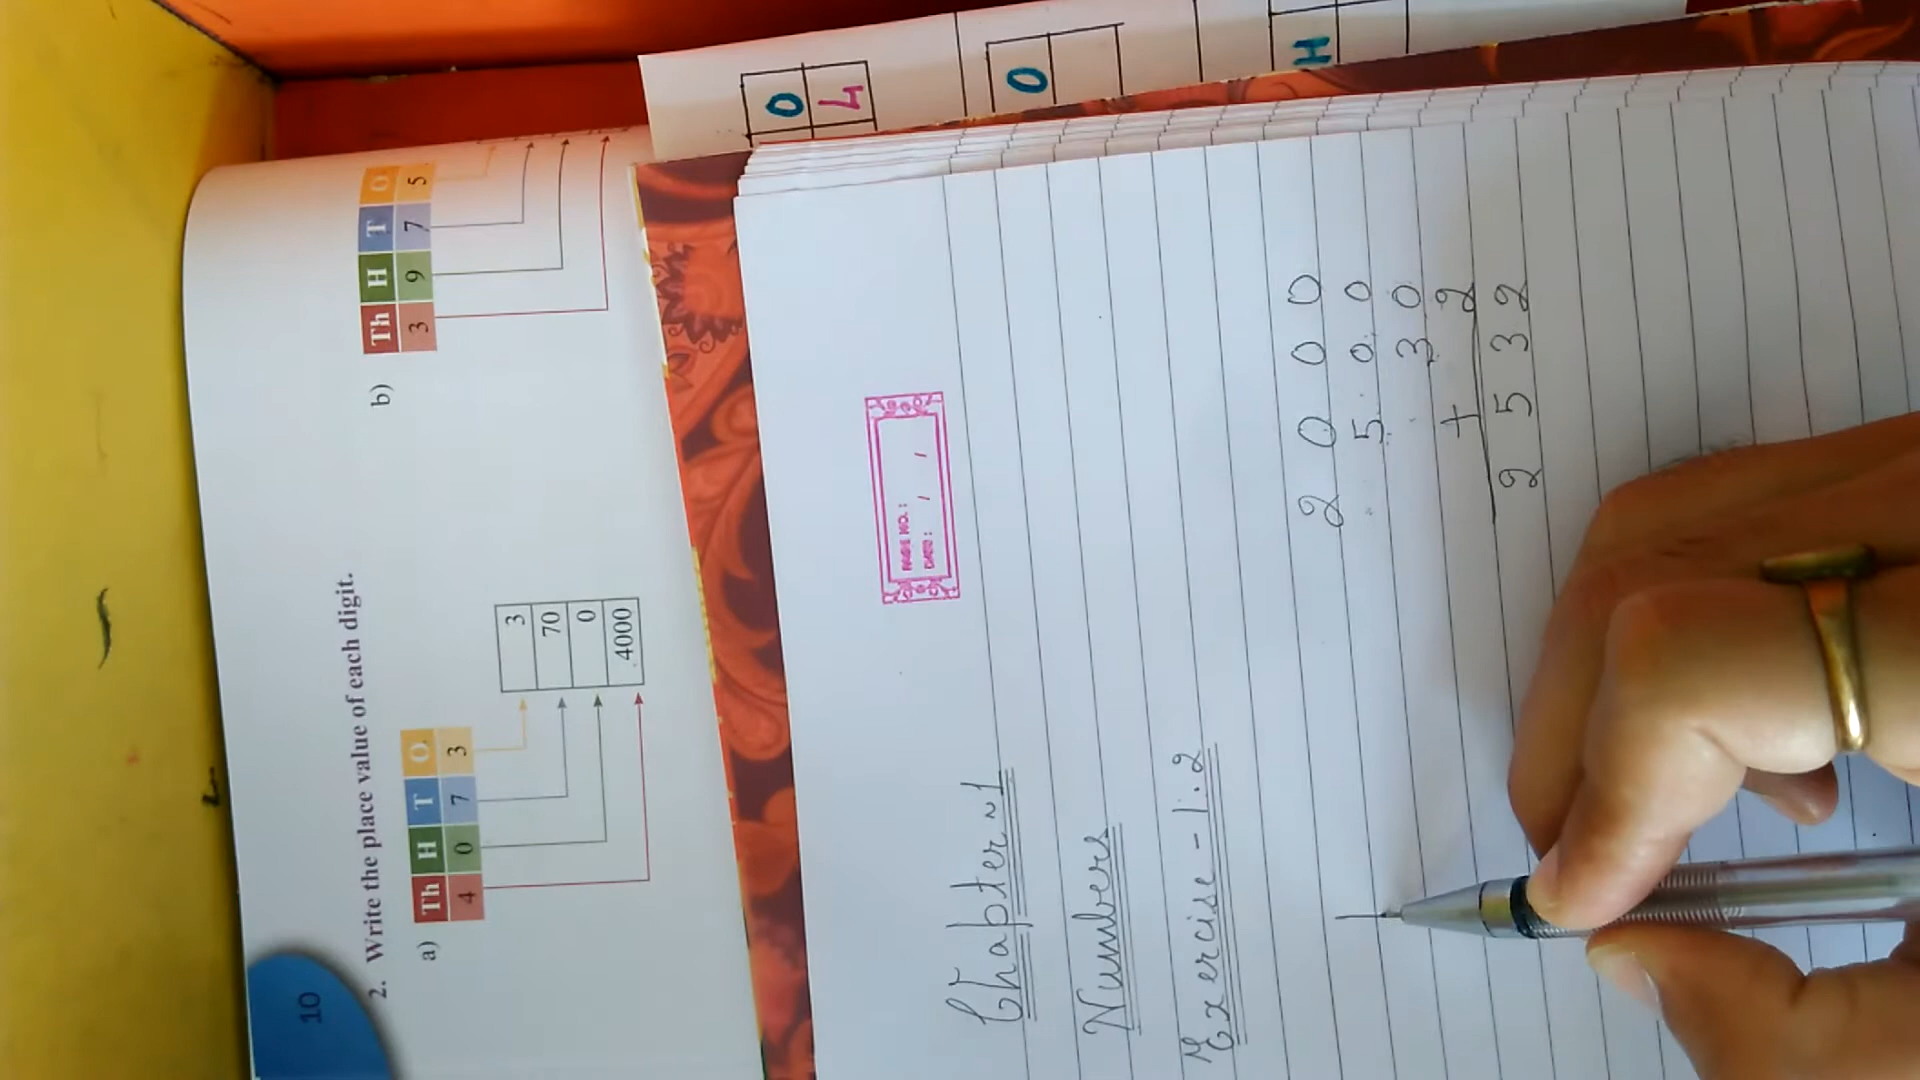 10
2. Write the place value of each digit.
a) Th H T O
4 0 7 3
3
70
0
4000
b) Th H T O
3 9 7 5
O
4
O
H
PAGE NO.:
DATE: / /
Chapter ~ 1
Numbers
Exercise - 1.2
2 0 0 0
5 0 0
3 0
+ 2
2 5 3 2